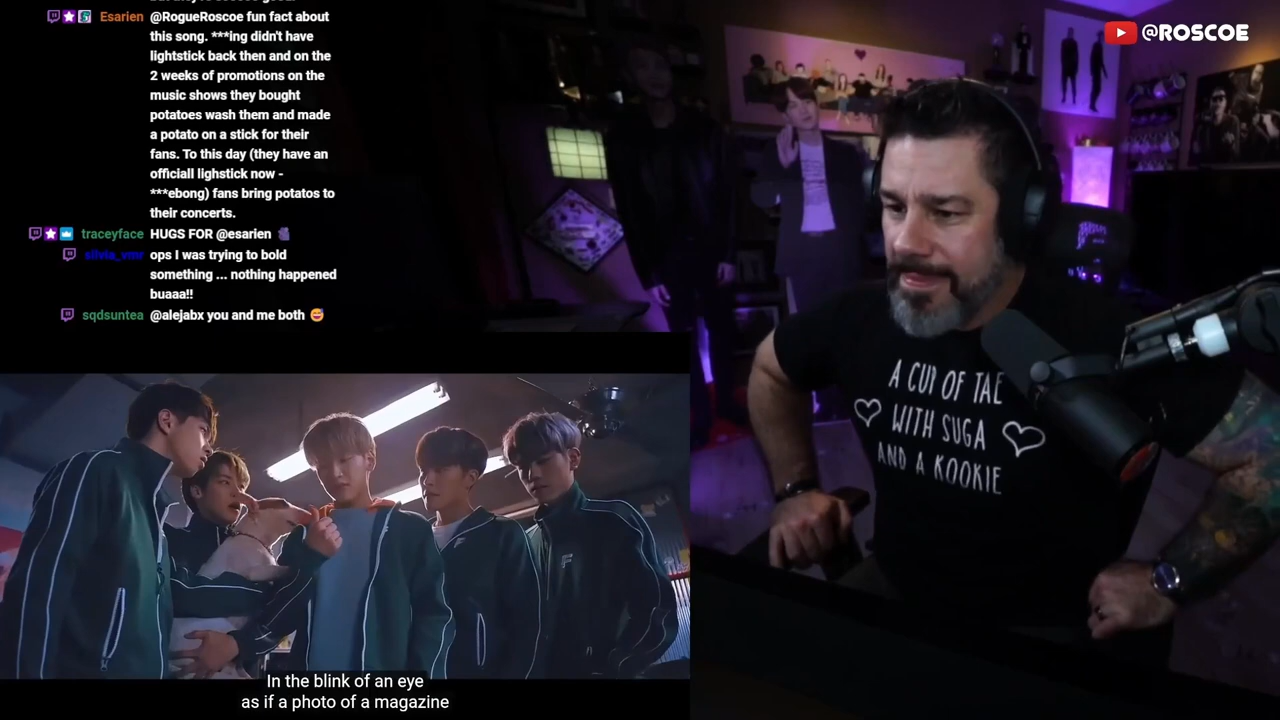 Esarien @RogueRoscoe fun fact about
this song. ***ing didn't have
lightstick back then and on the
2 weeks of promotions on the
music shows they bought
potatoes wash them and made
a potato on a stick for their
fans. To this day (they have an
officiall lighstick now -
***ebong) fans bring potatos to
their concerts.
traceyface HUGS FOR @esarien
silvia_vmr ops I was trying to bold
something ... nothing happened
buaaa!!
sqdsuntea @alejabx you and me both 😅
@ROSCOE
A CUP OF TAE
WITH SUGA
AND A KOOKIE
In the blink of an eye
as if a photo of a magazine